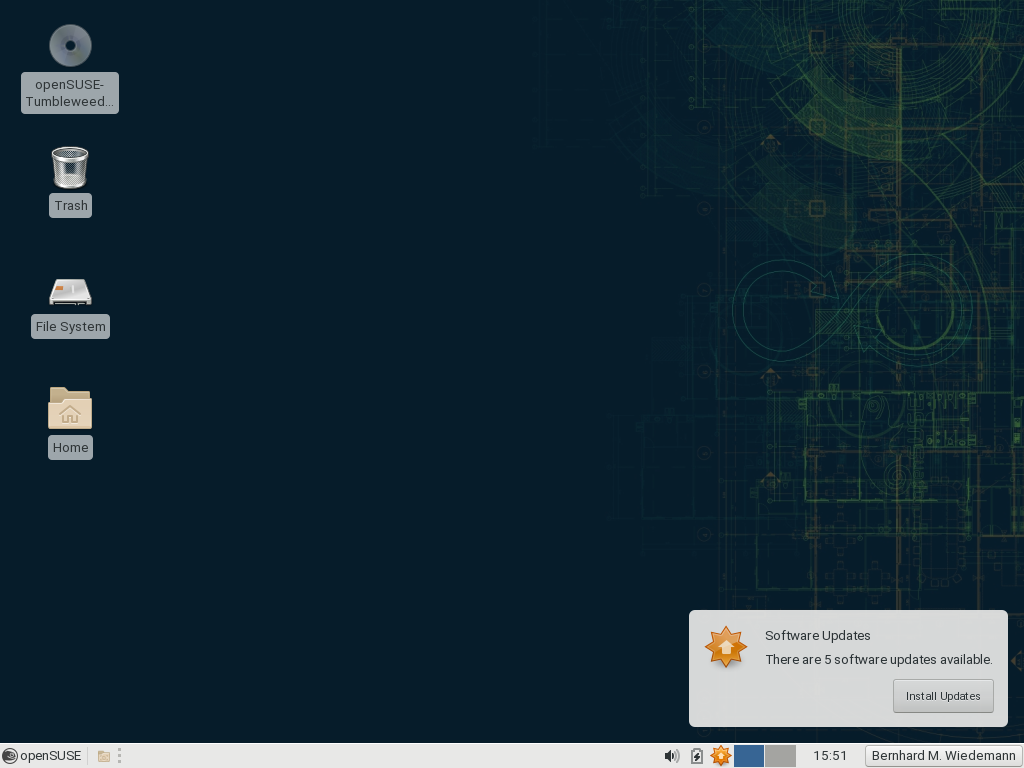 openSUSE-
Tumbleweed...
Trash
File System
Home
Software Updates
There are 5 software updates available.
Install Updates
openSUSE
15:51
Bernhard M. Wiedemann